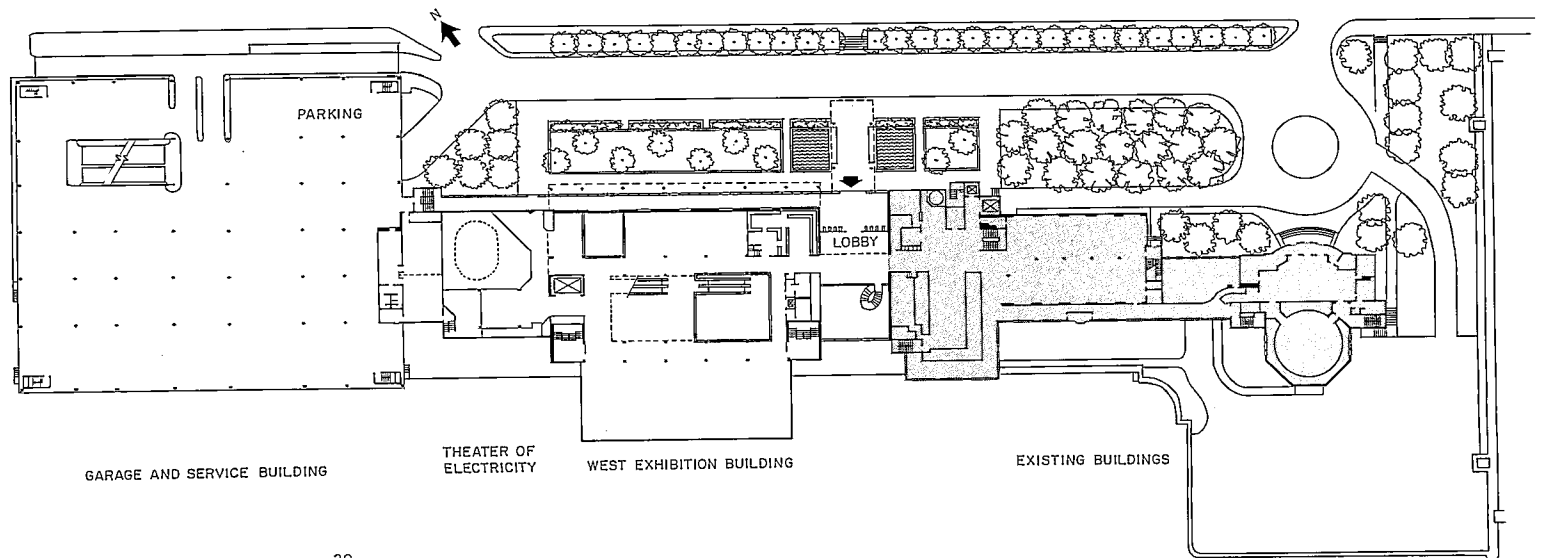 N
PARKING
LOBBY
THEATER OF
ELECTRICITY
GARAGE AND SERVICE BUILDING
WEST EXHIBITION BUILDING
EXISTING BUILDINGS